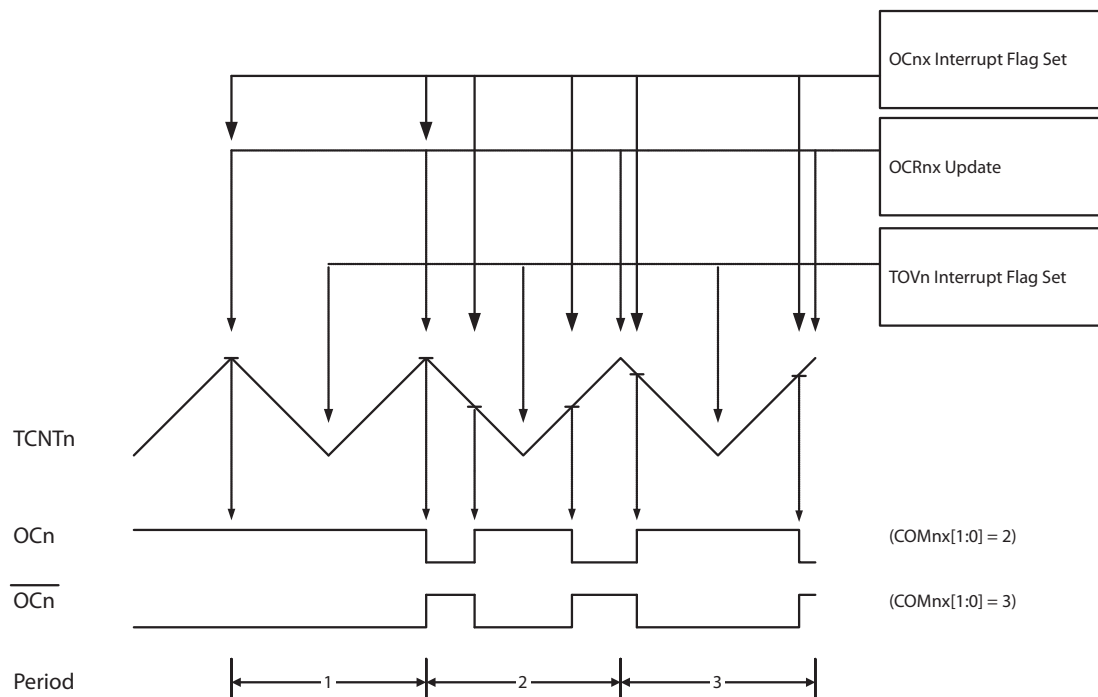 OCnx Interrupt Flag Set
OCRnx Update
TOVn Interrupt Flag Set
TCNTn
OCn (COMnx[1:0] = 2)
OCn (COMnx[1:0] = 3)
Period 1 2 3